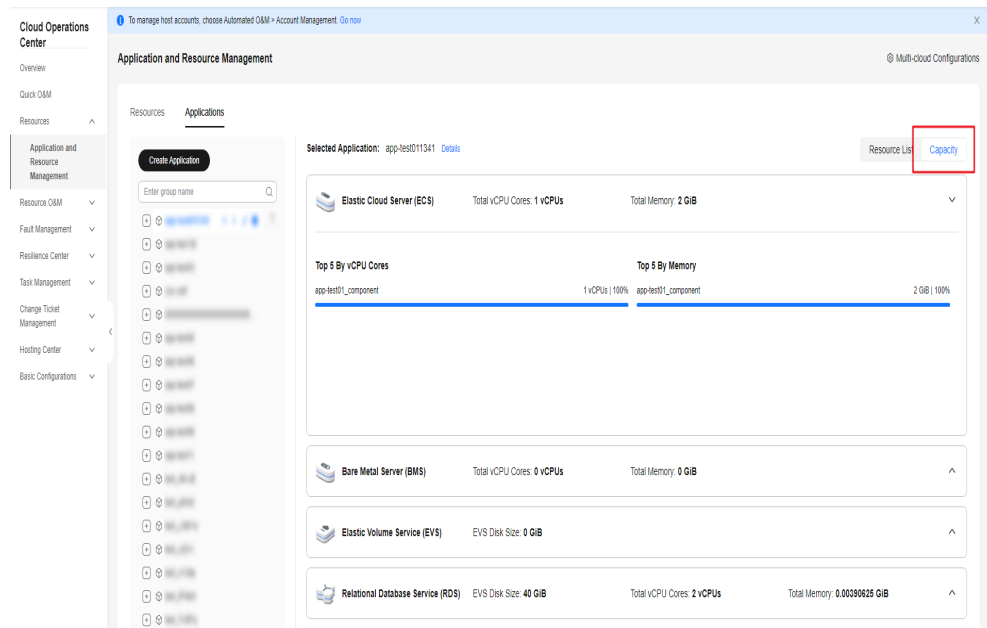 To manage host accounts, choose Automated O&M > Account Management. Go now
X
Cloud Operations
Center
Overview
Quick O&M
Resources
Application and
Resource
Management
Resource O&M
Fault Management
Resilience Center
Task Management
Change Ticket
Management
Hosting Center
Basic Configurations
Application and Resource Management
Multi-cloud Configurations
Resources Applications
Create Application
Enter group name
Selected Application: app-test011341 Details
Resource List Capacity
Elastic Cloud Server (ECS) Total vCPU Cores: 1 vCPUs Total Memory: 2 GiB
Top 5 By vCPU Cores
app-test01_component 1 vCPUs | 100%
Top 5 By Memory
app-test01_component 2 GiB | 100%
Bare Metal Server (BMS) Total vCPU Cores: 0 vCPUs Total Memory: 0 GiB
Elastic Volume Service (EVS) EVS Disk Size: 0 GiB
Relational Database Service (RDS) EVS Disk Size: 40 GiB Total vCPU Cores: 2 vCPUs Total Memory: 0.00390625 GiB